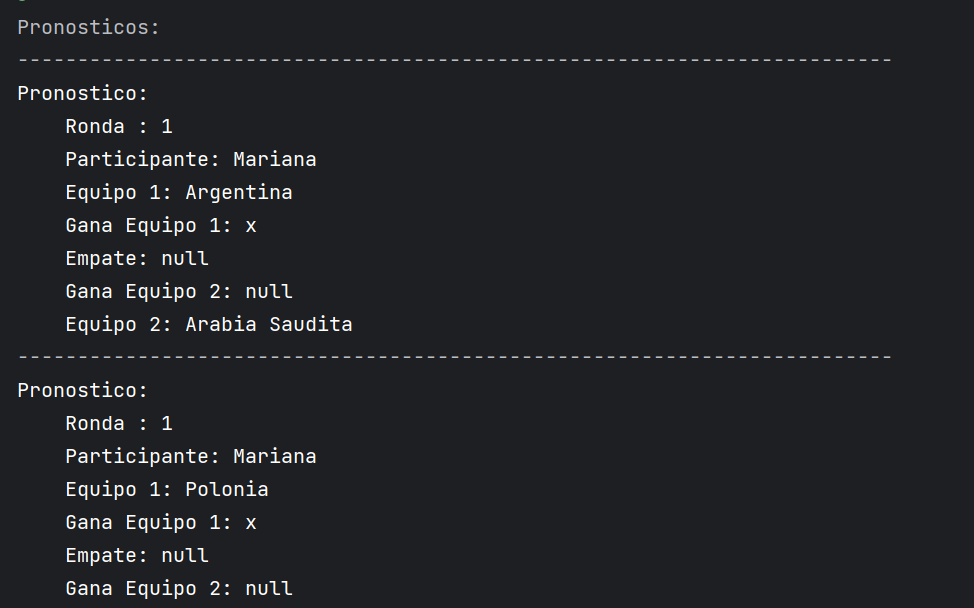 Pronosticos:
-------------------------------------------------------------------------
Pronostico:
    Ronda : 1
    Participante: Mariana
    Equipo 1: Argentina
    Gana Equipo 1: x
    Empate: null
    Gana Equipo 2: null
    Equipo 2: Arabia Saudita
-------------------------------------------------------------------------
Pronostico:
    Ronda : 1
    Participante: Mariana
    Equipo 1: Polonia
    Gana Equipo 1: x
    Empate: null
    Gana Equipo 2: null